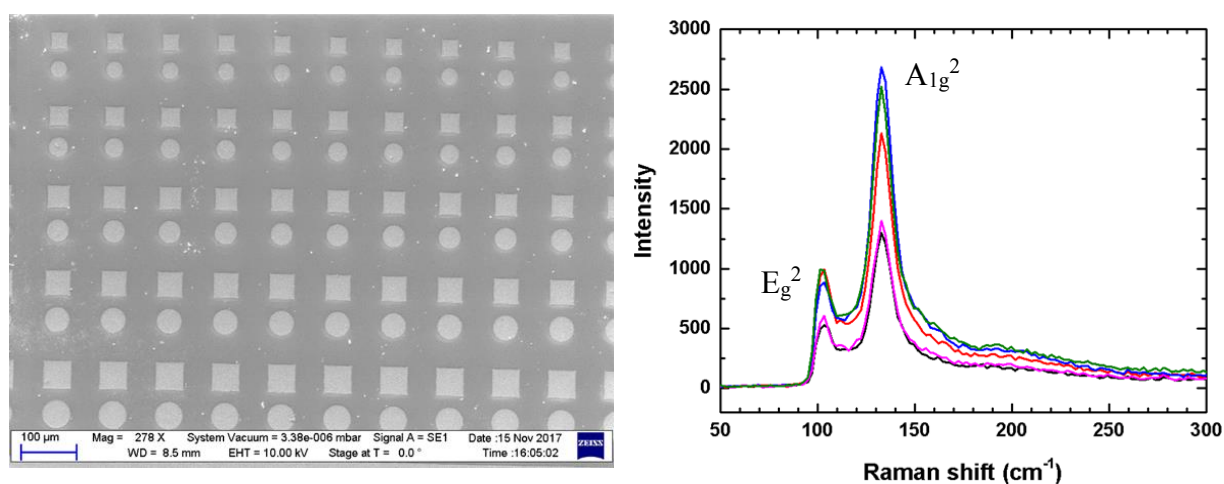 100 µm
Mag = 278 X System Vacuum = 3.38e-006 mbar Signal A = SE1 Date :15 Nov 2017
WD = 8.5 mm EHT = 10.00 kV Stage at T = 0.0 ° Time :16:05:02
ZEISS
3000
2500
2000
1500
1000
500
0
Intensity
A1g²
Eg²
50 100 150 200 250 300
Raman shift (cm⁻¹)